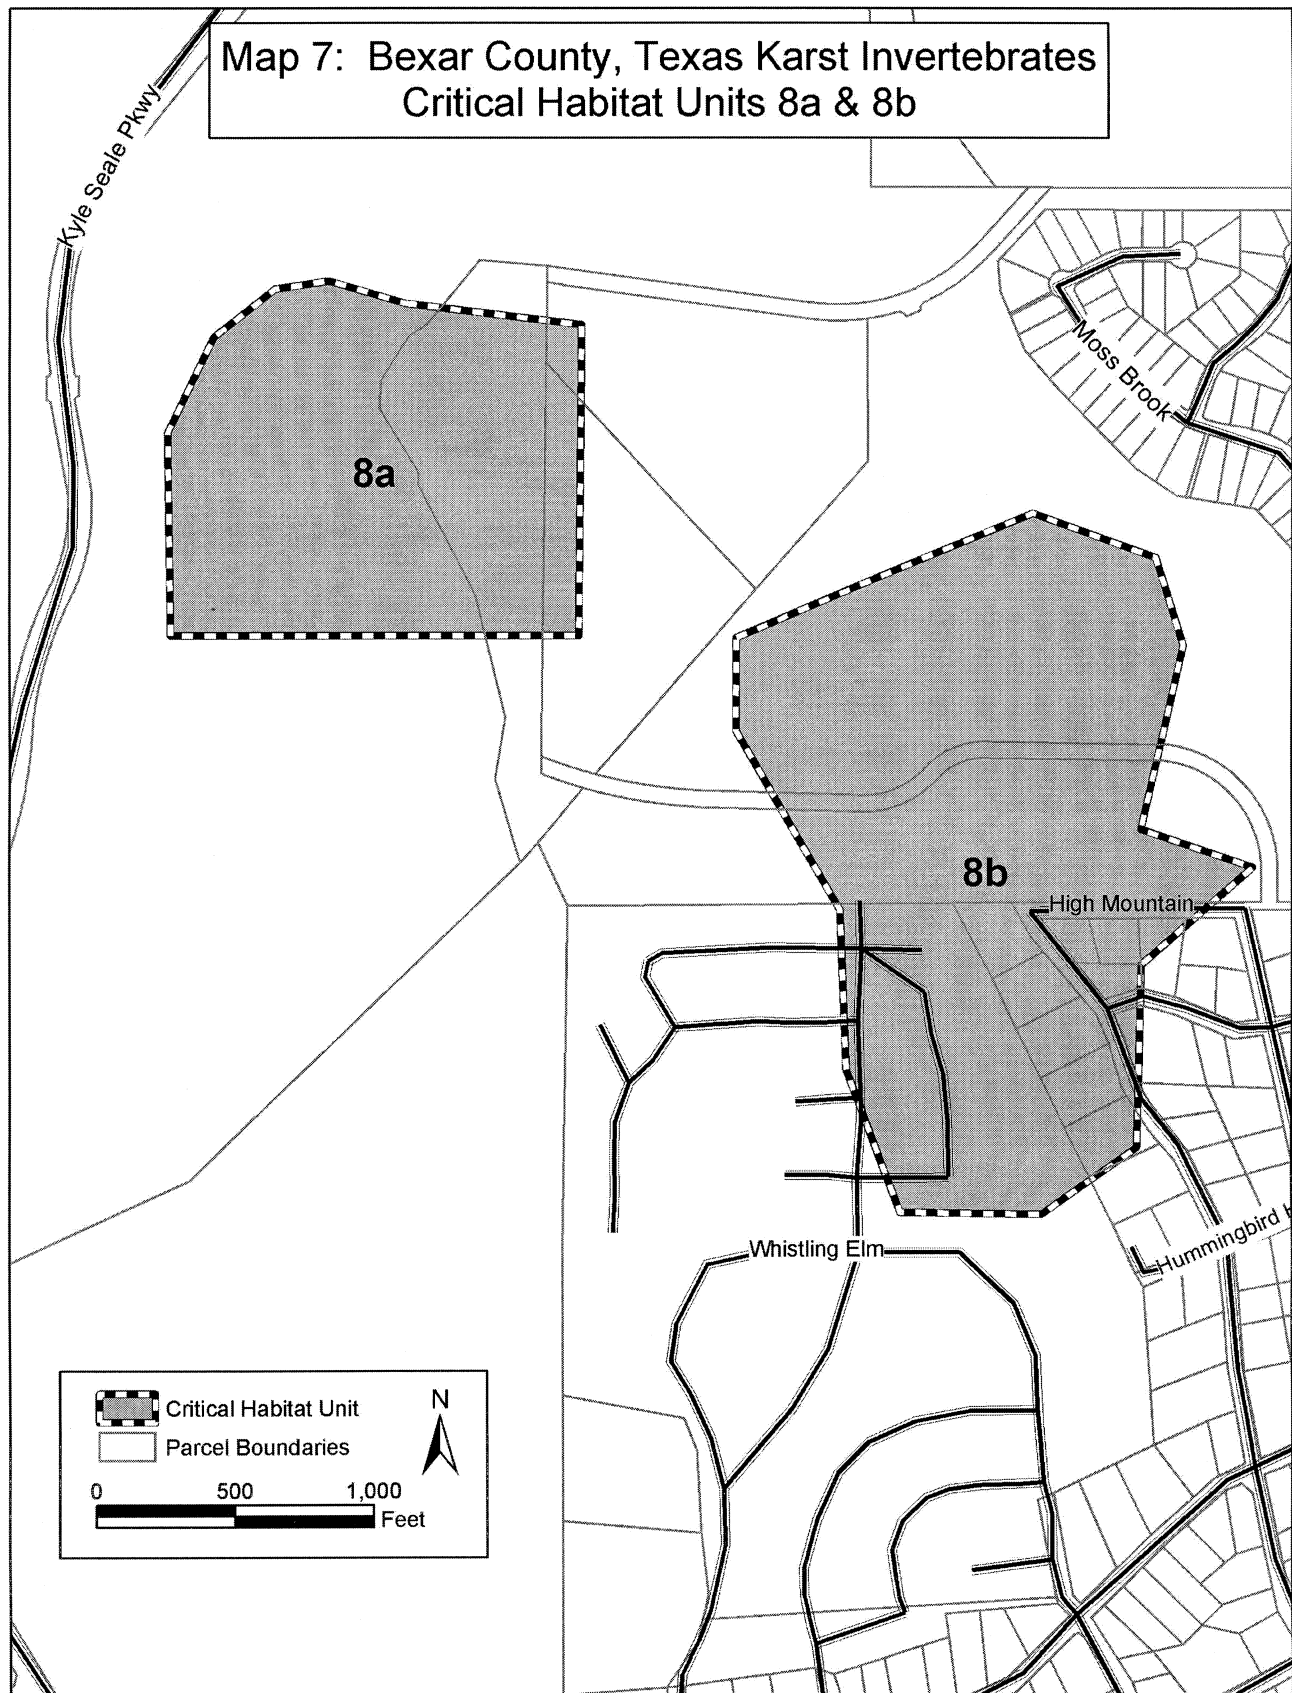 Map 7: Bexar County, Texas Karst Invertebrates
Critical Habitat Units 8a & 8b
Kyle Seale Pkwy
Moss Brook
8a
8b
High Mountain
Whistling Elm
Hummingbird H
Critical Habitat Unit
Parcel Boundaries
N
0 500 1,000
Feet